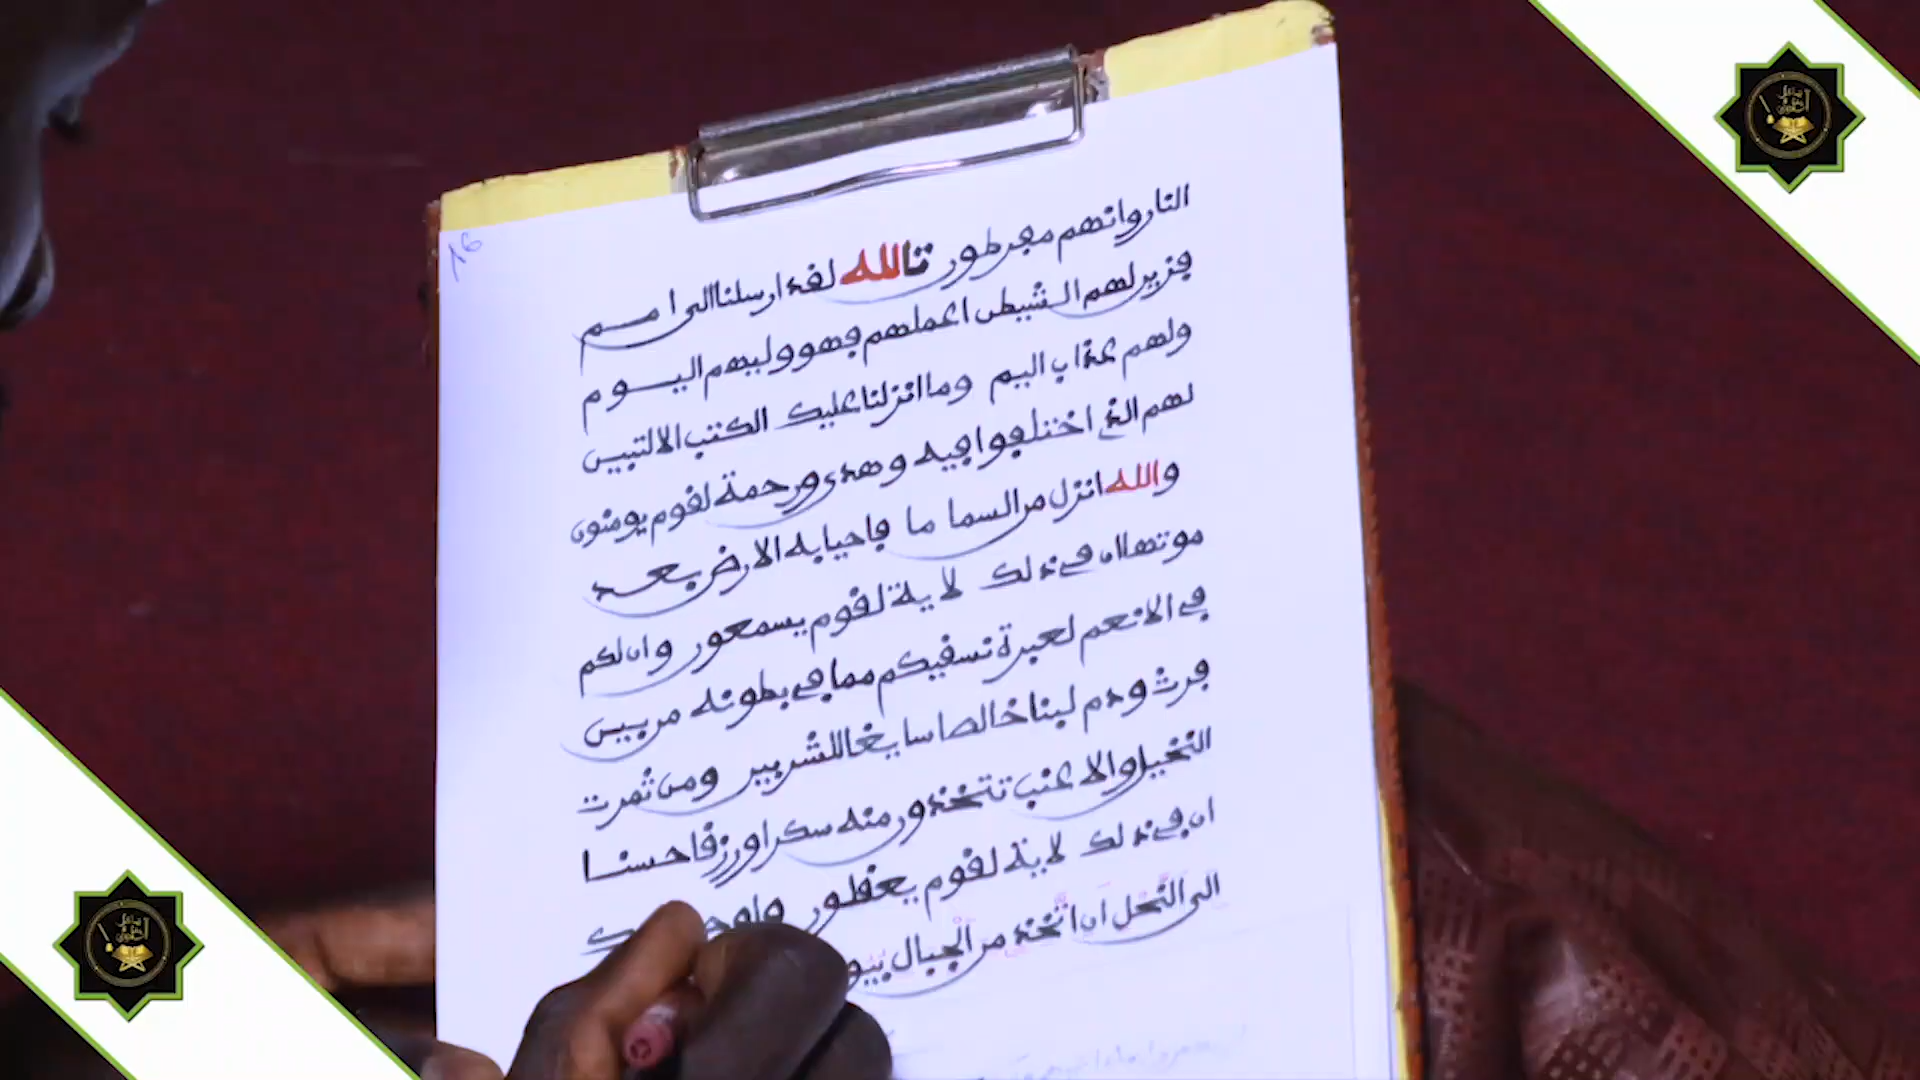 النار وانهم مفرطون تالله لقد ارسلنا الى امم
فزين لهم الشيطن اعملهم فهو وليهم اليوم
ولهم عذاب اليم وما انزلنا عليك الكتب الا لتبين
لهم الذي اختلفوا فيه وهدى ورحمة لقوم يومنون
والله انزل من السما ما فاحيا به الارض بعد
موتها ان في ذلك لاية لقوم يسمعون وان لكم
في الانعم لعبرة نسقيكم مما في بطونه من بين
فرث ودم لبنا خالصا سايغا للشربين ومن ثمرت
النخيل والاعنب تتخذون منه سكرا ورزقا حسنا
ان في ذلك لاية لقوم يعقلون واوح ك
الى النحل ان اتخذ من الجبال بيو